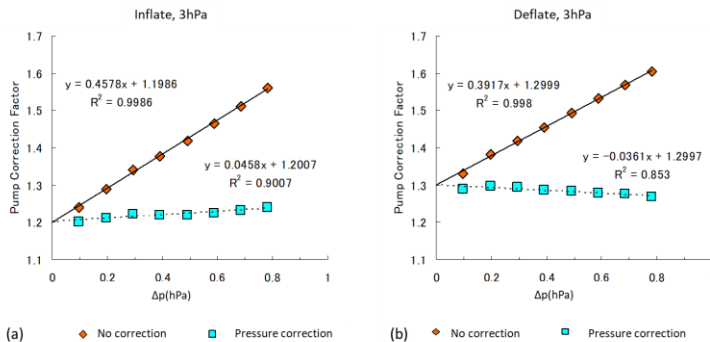 Inflate, 3hPa
Pump Correction Factor
1.7
1.6
1.5
1.4
1.3
1.2
1.1
y = 0.4578x + 1.1986
R² = 0.9986
y = 0.0458x + 1.2007
R² = 0.9007
0 0.2 0.4 0.6 0.8 1
Δp(hPa)
(a) No correction Pressure correction
Deflate, 3hPa
Pump Correction Factor
1.7
1.6
1.5
1.4
1.3
1.2
1.1
y = 0.3917x + 1.2999
R² = 0.998
y = −0.0361x + 1.2997
R² = 0.853
0 0.2 0.4 0.6 0.8 1
Δp(hPa)
(b) No correction Pressure correction